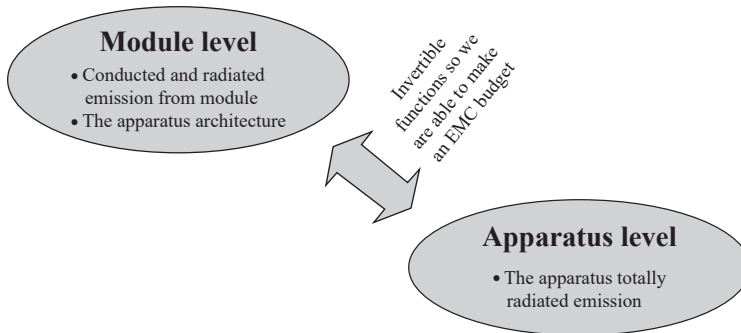 Module level
• Conducted and radiated
emission from module
• The apparatus architecture
Invertible
functions so we
are able to make
an EMC budget
Apparatus level
• The apparatus totally
radiated emission